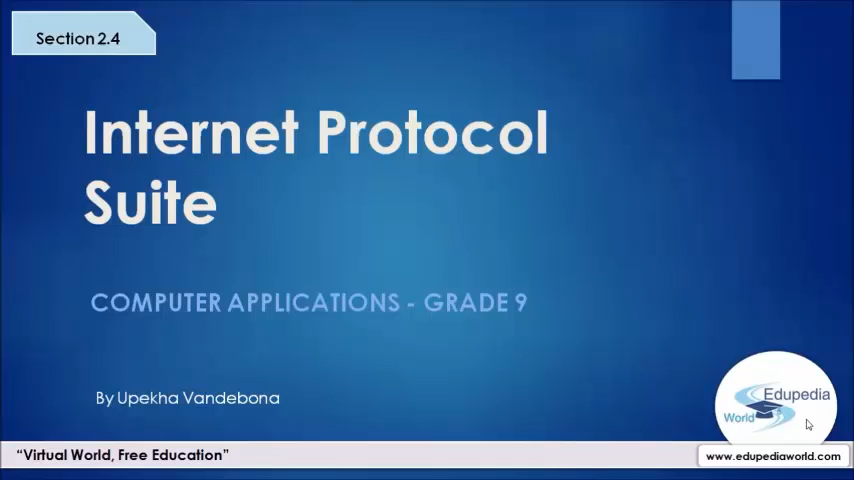 Section 2.4
Internet Protocol
Suite
COMPUTER APPLICATIONS - GRADE 9
By Upekha Vandebona
Edupedia
World
“Virtual World, Free Education”
www.edupediaworld.com